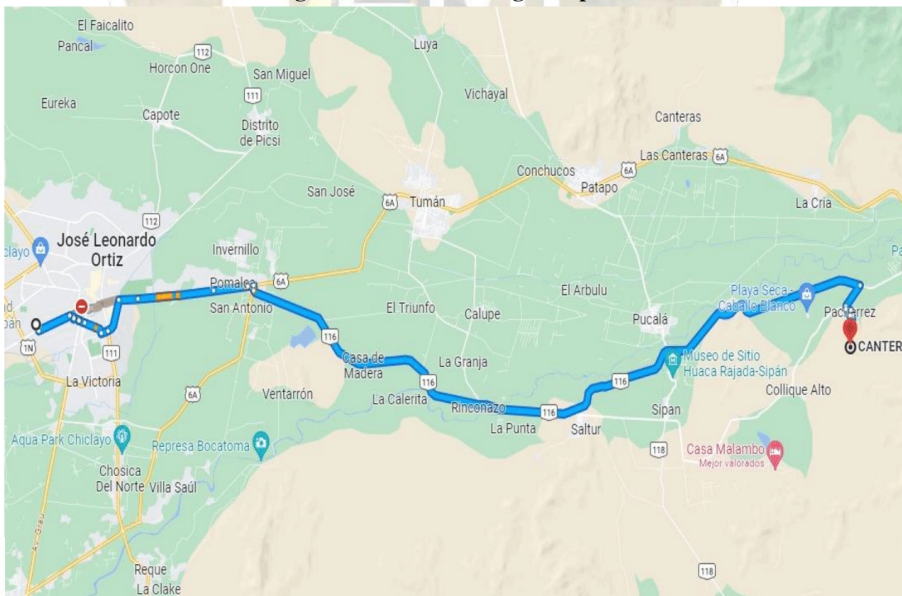 El Faicalito
Pancal
112
Horcon One
Luya
San Miguel
111
Vichayal
Eureka
Capote
Distrito
de Picsi
Canteras
Las Canteras
6A
Conchucos
6A
Patapo
San José
6A
Tumán
La Cria
112
José Leonardo
Ortiz
Invernillo
Pomalca
6A
San Antonio
El Triunfo
Calupe
El Arbulu
Playa Seca -
Caballo Blanco
Pucalá
1N
111
116
La Granja
Museo de Sitio
Huaca Rajada-Sipán
CANTER
La Victoria
Casa de
Madera
116
116
Collique Alto
6A
Ventarrón
La Calerita
Rinconazo
116
Sipan
La Punta
Saltur
Aqua Park Chiclayo
Represa Bocatoma
118
Casa Malambo
Mejor valorados
Chosica
Del Norte
Villa Saúl
Av. Grau
Reque
La Clake
118